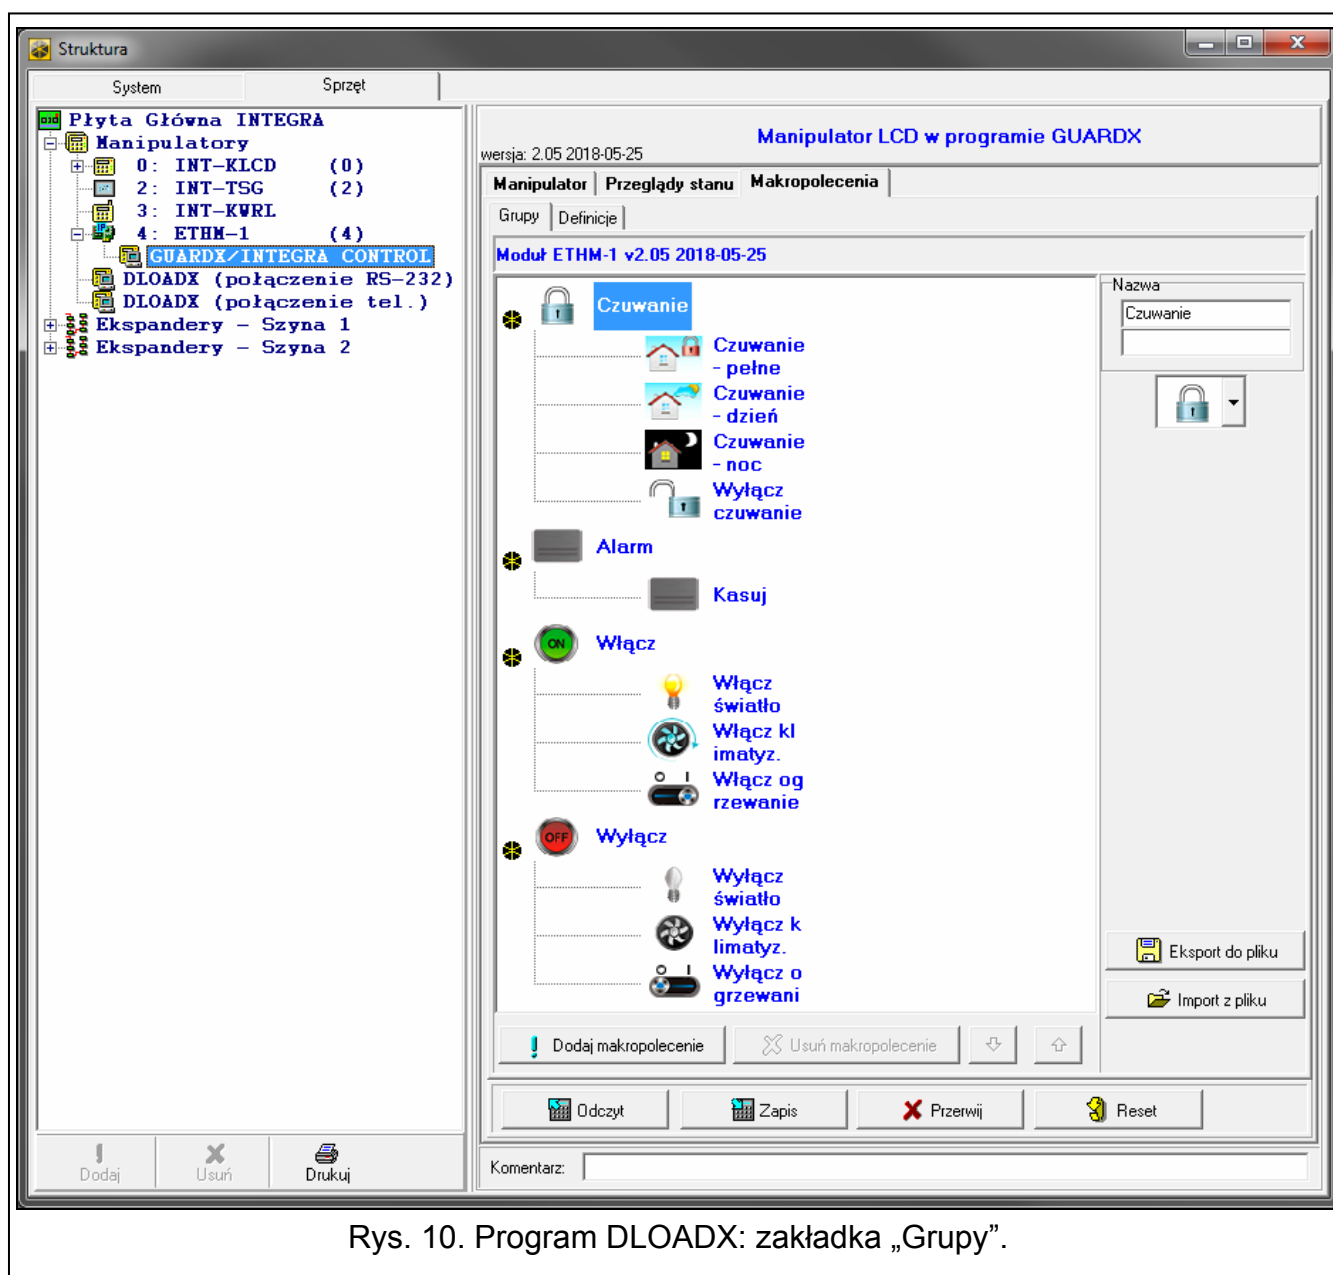 Struktura
System Sprzęt
Płyta Główna INTEGRA
Manipulatory
0: INT-KLCD (0)
2: INT-TSG (2)
3: INT-KWRL
4: ETHM-1 (4)
GUARDX/INTEGRA CONTROL
DLOADX (połączenie RS-232)
DLOADX (połączenie tel.)
Ekspandery - Szyna 1
Ekspandery - Szyna 2
Dodaj Usuń Drukuj
Manipulator LCD w programie GUARDX
wersja: 2.05 2018-05-25
Manipulator Przeglądy stanu Makropolecenia
Grupy Definicje
Moduł ETHM-1 v2.05 2018-05-25
Czuwanie
Czuwanie
- pełne
Czuwanie
- dzień
Czuwanie
- noc
Wyłącz
czuwanie
Alarm
Kasuj
ON Włącz
Włącz
światło
Włącz kl
imatyz.
O I Włącz og
rzewanie
OFF Wyłącz
Wyłącz
światło
Wyłącz k
limatyz.
O I Wyłącz o
grzewani
Nazwa
Czuwanie
Eksport do pliku
Import z pliku
Dodaj makropolecenie Usuń makropolecenie
Odczyt Zapis Przerwij Reset
Komentarz:
Rys. 10. Program DLOADX: zakładka „Grupy”.